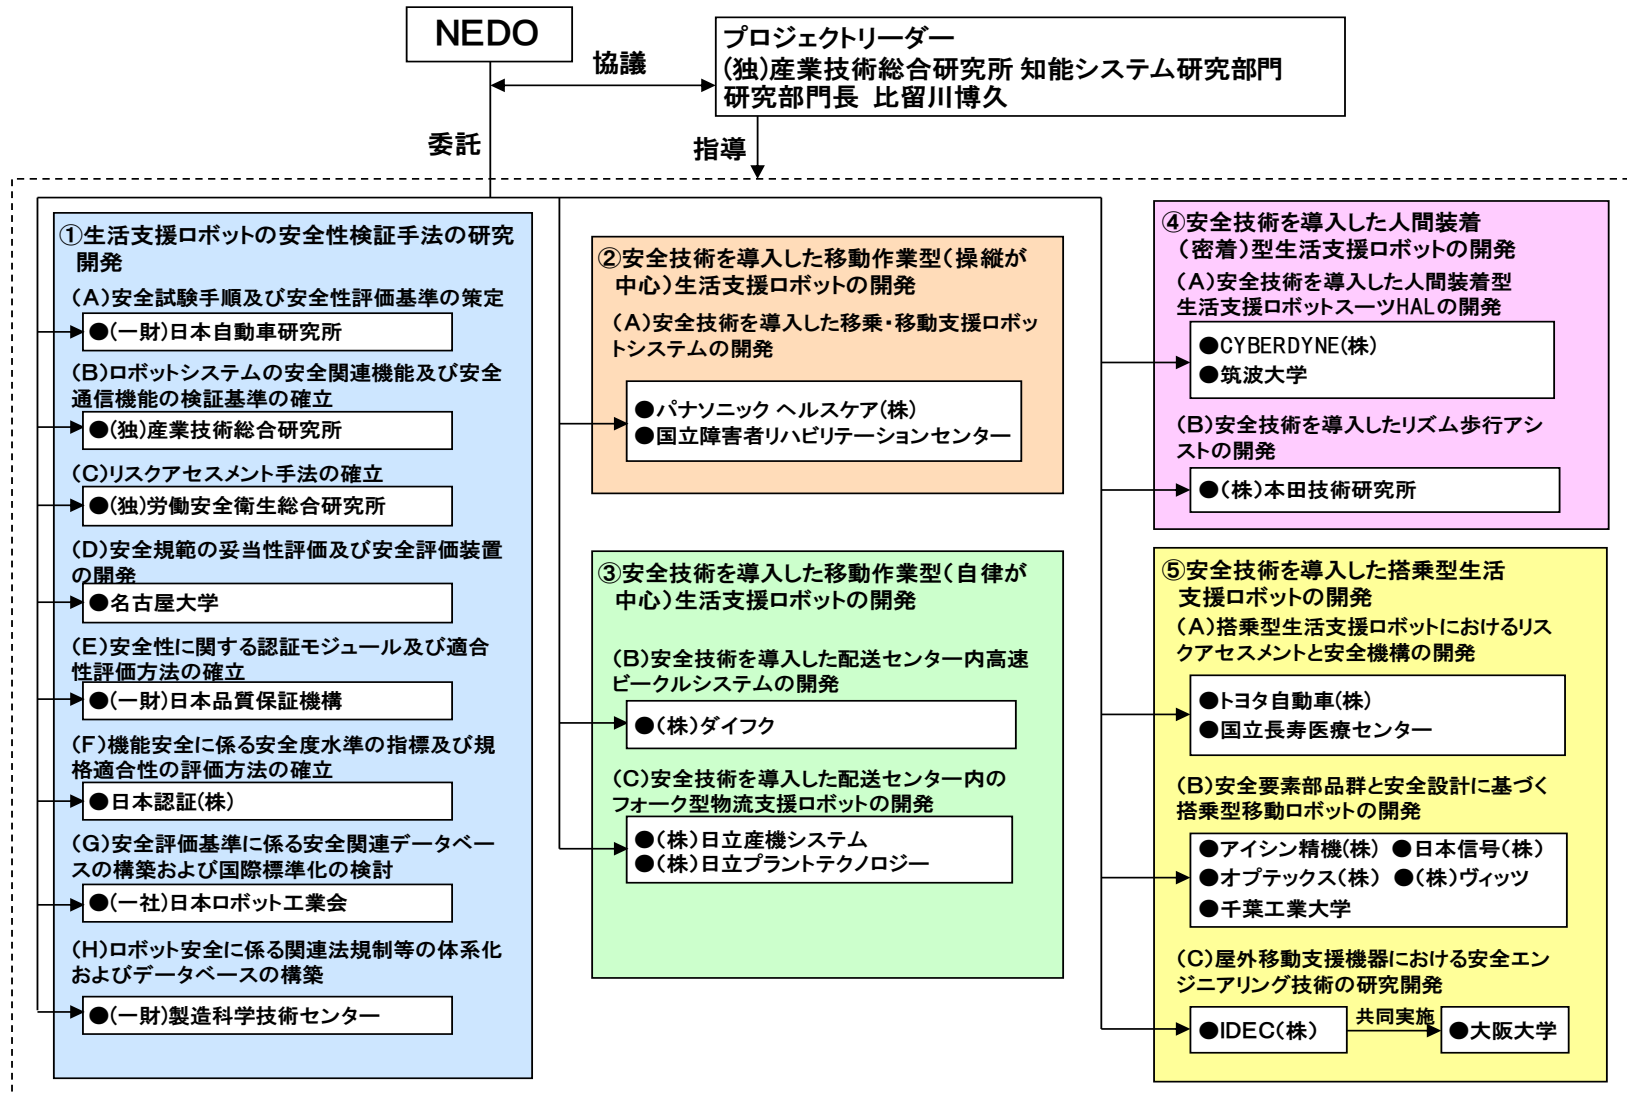 NEDO
プロジェクトリーダー
(独)産業技術総合研究所 知能システム研究部門
研究部門長 比留川博久
協議
委託
指導
①生活支援ロボットの安全性検証手法の研究
開発
(A)安全試験手順及び安全性評価基準の策定
●(一財)日本自動車研究所
(B)ロボットシステムの安全関連機能及び安全
通信機能の検証基準の確立
●(独)産業技術総合研究所
(C)リスクアセスメント手法の確立
●(独)労働安全衛生総合研究所
(D)安全規範の妥当性評価及び安全評価装置
の開発
●名古屋大学
(E)安全性に関する認証モジュール及び適合
性評価方法の確立
●(一財)日本品質保証機構
(F)機能安全に係る安全度水準の指標及び規
格適合性の評価方法の確立
●日本認証(株)
(G)安全評価基準に係る安全関連データベー
スの構築および国際標準化の検討
●(一社)日本ロボット工業会
(H)ロボット安全に係る関連法規制等の体系化
およびデータベースの構築
●(一財)製造科学技術センター
②安全技術を導入した移動作業型(操縦が
中心)生活支援ロボットの開発
(A)安全技術を導入した移乗・移動支援ロボッ
トシステムの開発
●パナソニック ヘルスケア(株)
●国立障害者リハビリテーションセンター
③安全技術を導入した移動作業型(自律が
中心)生活支援ロボットの開発
(B)安全技術を導入した配送センター内高速
ビークルシステムの開発
●(株)ダイフク
(C)安全技術を導入した配送センター内の
フォーク型物流支援ロボットの開発
●(株)日立産機システム
●(株)日立プラントテクノロジー
④安全技術を導入した人間装着
(密着)型生活支援ロボットの開発
(A)安全技術を導入した人間装着型
生活支援ロボットスーツHALの開発
●CYBERDYNE(株)
●筑波大学
(B)安全技術を導入したリズム歩行アシ
ストの開発
●(株)本田技術研究所
⑤安全技術を導入した搭乗型生活
支援ロボットの開発
(A)搭乗型生活支援ロボットにおけるリス
クアセスメントと安全機構の開発
●トヨタ自動車(株)
●国立長寿医療センター
(B)安全要素部品群と安全設計に基づく
搭乗型移動ロボットの開発
●アイシン精機(株) ●日本信号(株)
●オプテックス(株) ●(株)ヴィッツ
●千葉工業大学
(C)屋外移動支援機器における安全エン
ジニアリング技術の研究開発
●IDEC(株) 共同実施 ●大阪大学